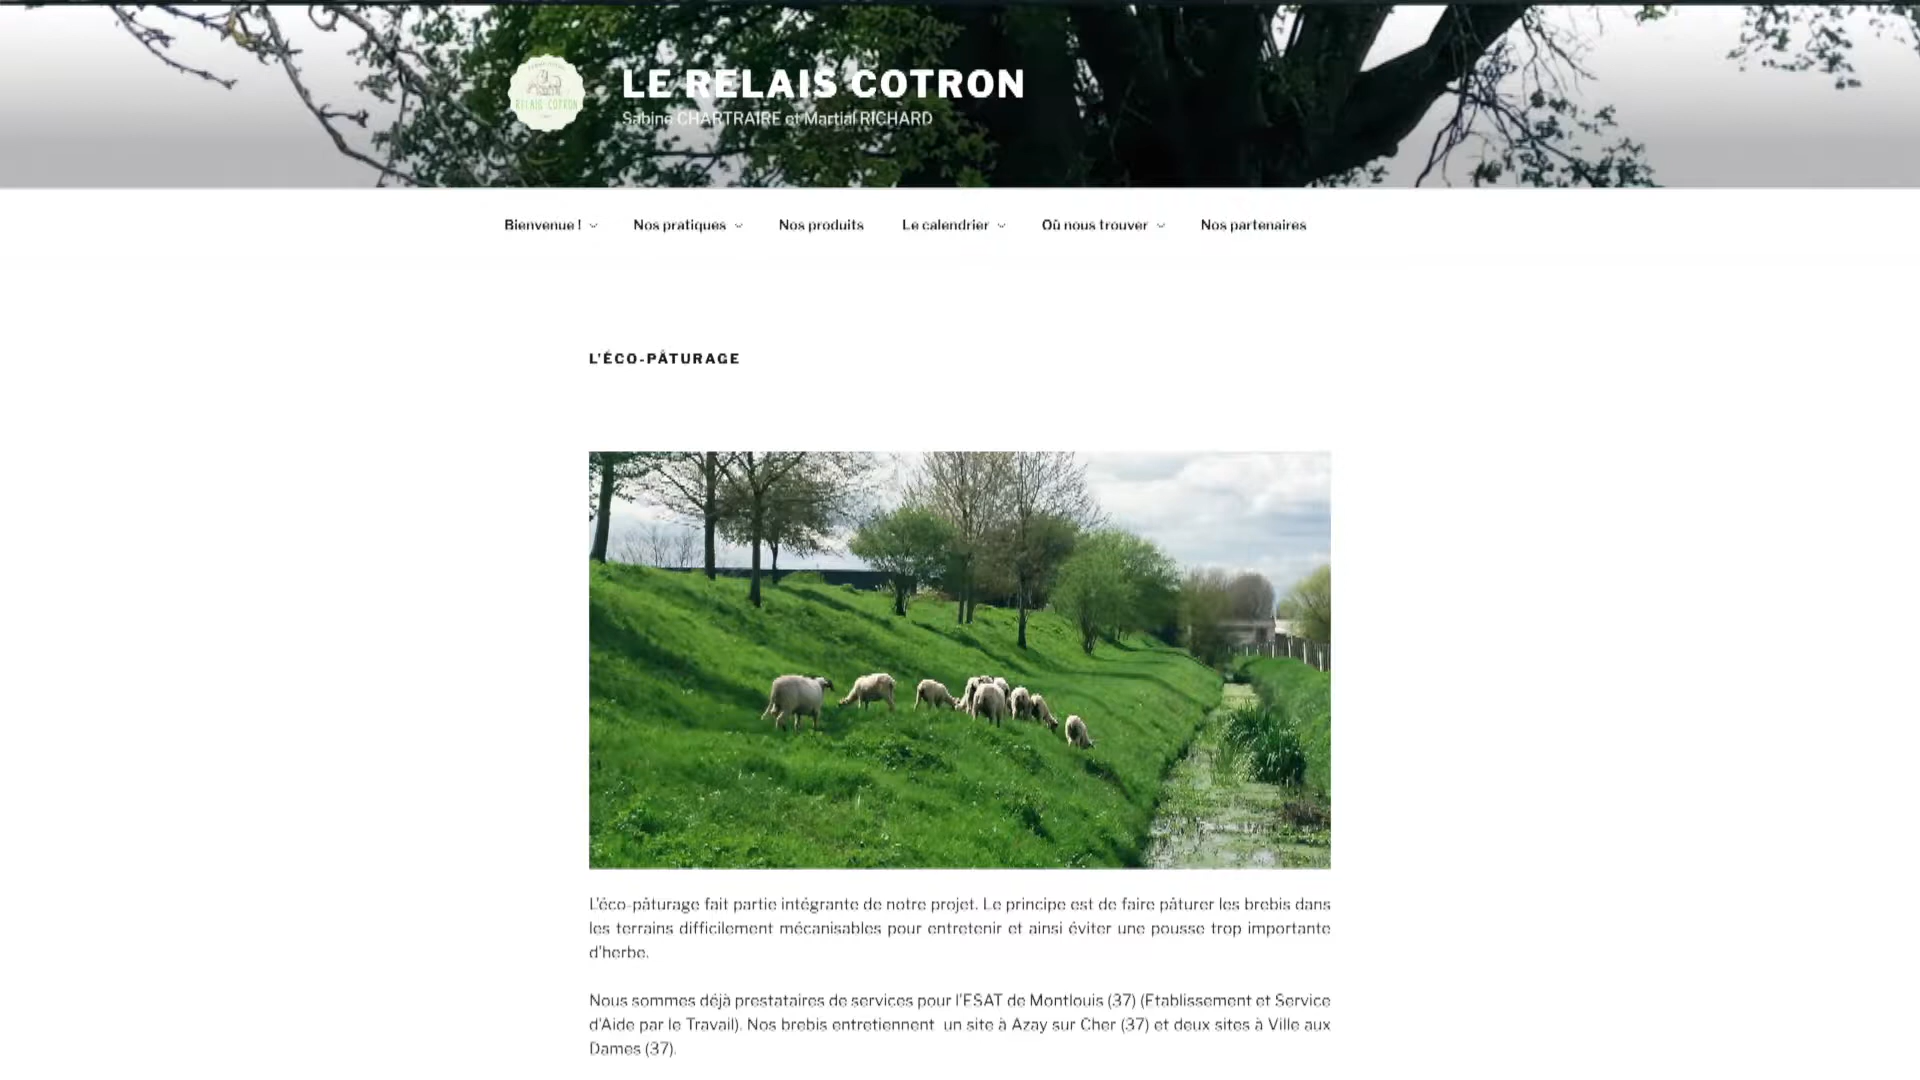 RELAIS COTRON
LE RELAIS COTRON
Sabine CHARTRAIRE et Martial RICHARD
Bienvenue !
Nos pratiques
Nos produits
Le calendrier
Où nous trouver
Nos partenaires
L'ÉCO-PÂTURAGE
L'éco-pâturage fait partie intégrante de notre projet. Le principe est de faire pâturer les brebis dans
les terrains difficilement mécanisables pour entretenir et ainsi éviter une pousse trop importante
d'herbe.
Nous sommes déjà prestataires de services pour l'ESAT de Montlouis (37) (Etablissement et Service
d'Aide par le Travail). Nos brebis entretiennent un site à Azay sur Cher (37) et deux sites à Ville aux
Dames (37).